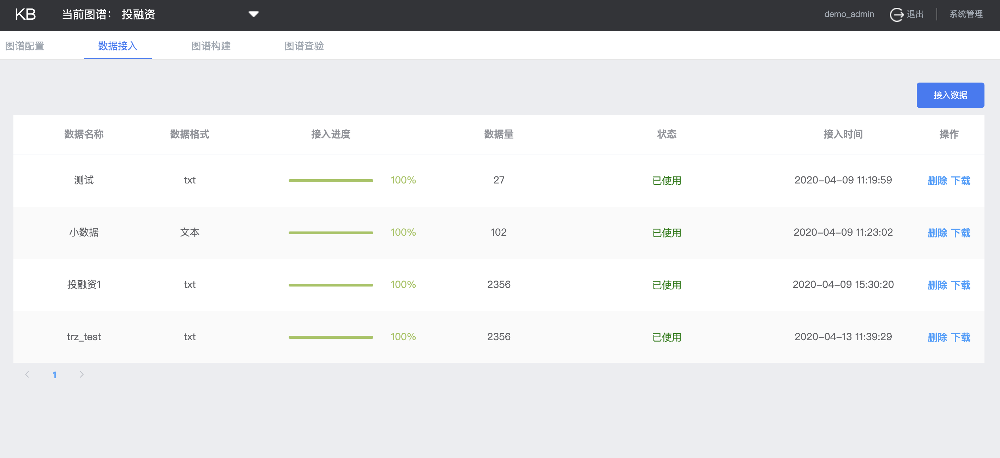 KB 当前图谱： 投融资 demo_admin 退出 系统管理
图谱配置 数据接入 图谱构建 图谱查验
接入数据
数据名称 数据格式 接入进度 数据量 状态 接入时间 操作
测试 txt 100% 27 已使用 2020-04-09 11:19:59 删除 下载
小数据 文本 100% 102 已使用 2020-04-09 11:23:02 删除 下载
投融资1 txt 100% 2356 已使用 2020-04-09 15:30:20 删除 下载
trz_test txt 100% 2356 已使用 2020-04-13 11:39:29 删除 下载
1